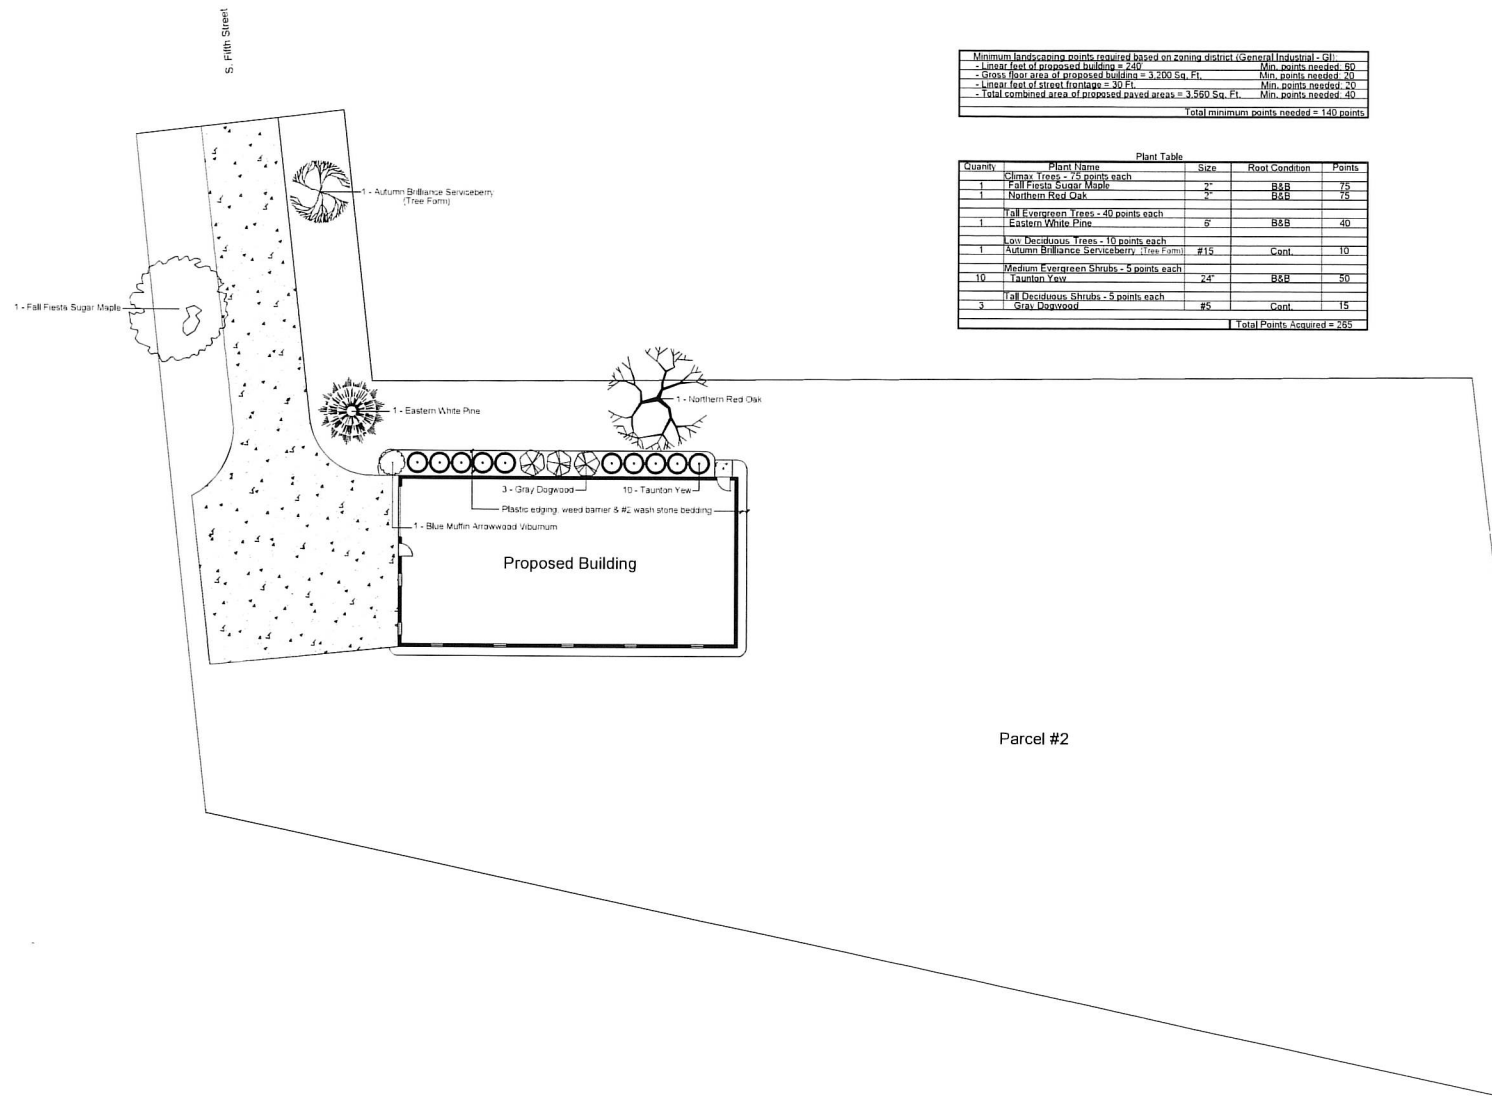 S. Fifth Street
Minimum landscaping points required based on zoning district (General Industrial - GI):
- Linear feet of proposed building = 240' Min. points needed: 60
- Gross floor area of proposed building = 3,200 Sq. Ft. Min. points needed: 20
- Linear feet of street frontage = 30 Ft. Min. points needed: 20
- Total combined area of proposed paved areas = 3,560 Sq. Ft. Min. points needed: 40
Total minimum points needed = 140 points
Plant Table
Quanity Plant Name Size Root Condition Points
Climax Trees - 75 points each
1 Fall Fiesta Sugar Maple 2" B&B 75
1 Northern Red Oak 2" B&B 75
Tall Evergreen Trees - 40 points each
1 Eastern White Pine 6' B&B 40
Low Deciduous Trees - 10 points each
1 Autumn Brilliance Serviceberry (Tree Form) #15 Cont. 10
Medium Evergreen Shrubs - 5 points each
10 Taunton Yew 24" B&B 50
Tall Deciduous Shrubs - 5 points each
3 Gray Dogwood #5 Cont. 15
Total Points Acquired = 265
1 - Autumn Brilliance Serviceberry
(Tree Form)
1 - Fall Fiesta Sugar Maple
1 - Eastern White Pine
1 - Northern Red Oak
3 - Gray Dogwood
10 - Taunton Yew
Plastic edging, weed barrier & #2 wash stone bedding
1 - Blue Muffin Arrowwood Viburnum
Proposed Building
Parcel #2